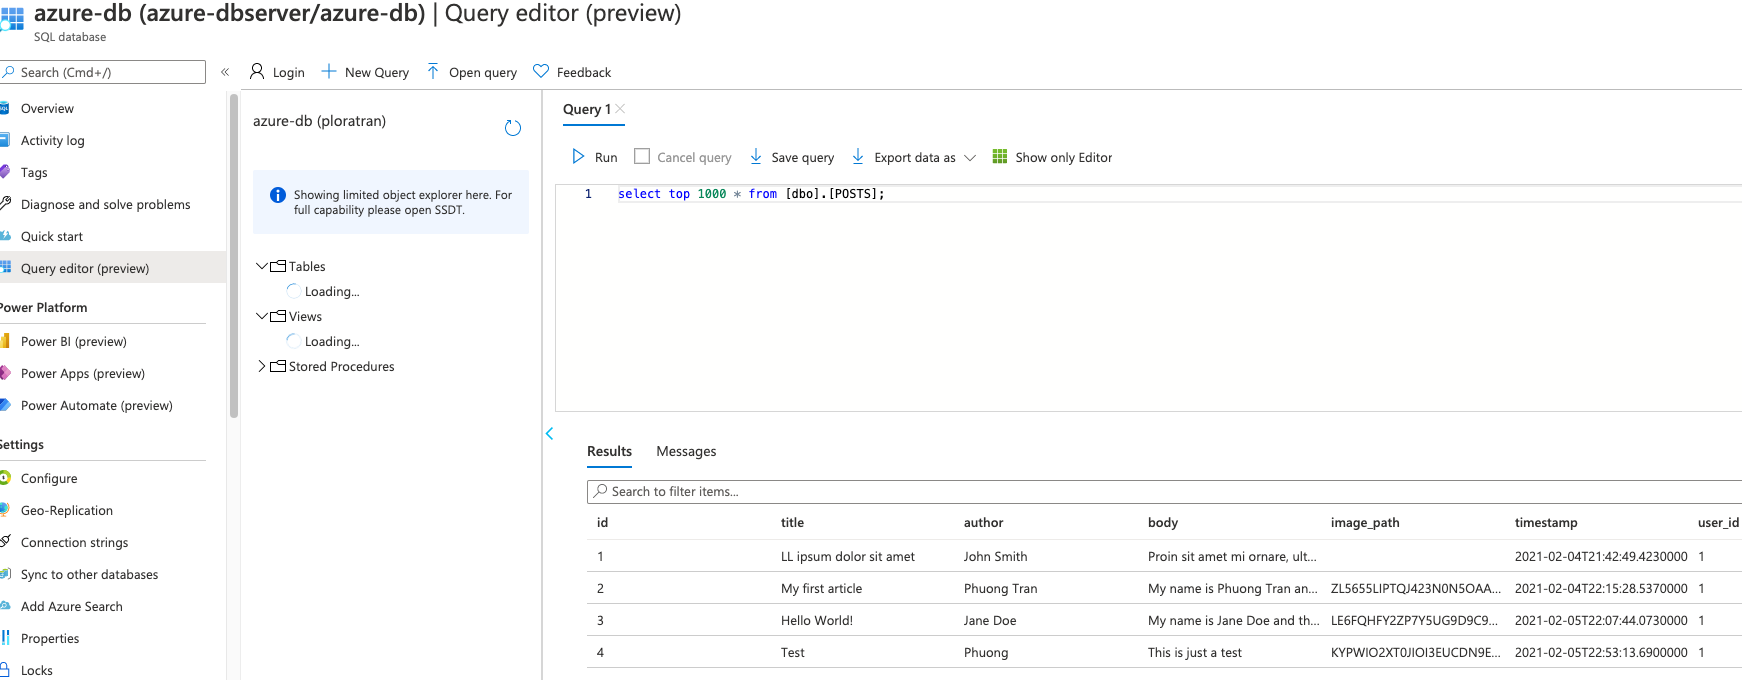 azure-db (azure-dbserver/azure-db) | Query editor (preview)
SQL database
Search (Cmd+/)
«
Login
New Query
Open query
Feedback
Overview
Activity log
Tags
Diagnose and solve problems
Quick start
Query editor (preview)
Power Platform
Power BI (preview)
Power Apps (preview)
Power Automate (preview)
Settings
Configure
Geo-Replication
Connection strings
Sync to other databases
Add Azure Search
Properties
Locks
azure-db (ploratran)
Showing limited object explorer here. For
full capability please open SSDT.
Tables
Loading...
Views
Loading...
Stored Procedures
Query 1
Run
Cancel query
Save query
Export data as
Show only Editor
1 select top 1000 * from [dbo].[POSTS];
Results
Messages
Search to filter items...
id title author body image_path timestamp user_id
1 LL ipsum dolor sit amet John Smith Proin sit amet mi ornare, ult... 2021-02-04T21:42:49.4230000 1
2 My first article Phuong Tran My name is Phuong Tran an... ZL5655LIPTQJ423N0N5OAA... 2021-02-04T22:15:28.5370000 1
3 Hello World! Jane Doe My name is Jane Doe and th... LE6FQHFY2ZP7Y5UG9D9C9... 2021-02-05T22:07:44.0730000 1
4 Test Phuong This is just a test KYPWIO2XT0JIOI3EUCDN9E... 2021-02-05T22:53:13.6900000 1